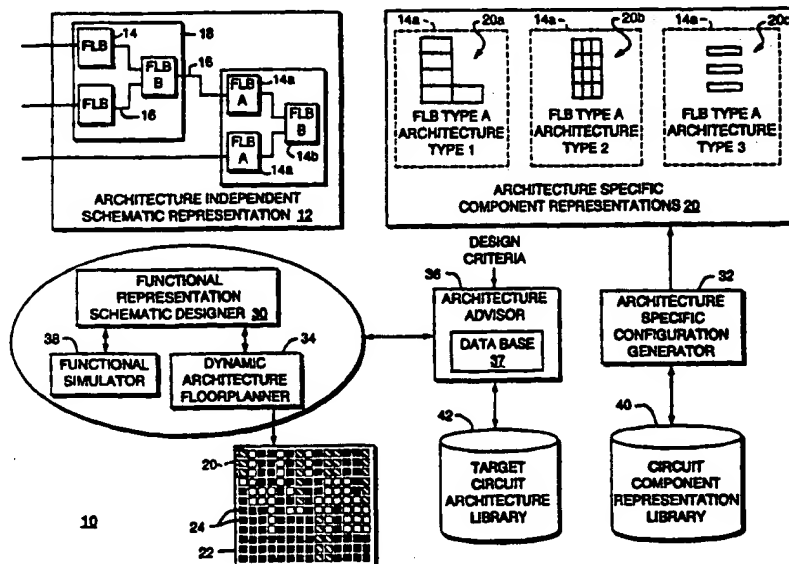 14
18
FLB
FLB
B
16
14a
FLB
16
FLB
A
FLB
B
FLB
A
14b
14a
ARCHITECTURE INDEPENDENT
SCHEMATIC REPRESENTATION 12
14a
20a
FLB TYPE A
ARCHITECTURE
TYPE 1
14a
20b
FLB TYPE A
ARCHITECTURE
TYPE 2
14a
20c
FLB TYPE A
ARCHITECTURE
TYPE 3
ARCHITECTURE SPECIFIC
COMPONENT REPRESENTATIONS 20
FUNCTIONAL
REPRESENTATION
SCHEMATIC DESIGNER 30
38
FUNCTIONAL
SIMULATOR
34
DYNAMIC
ARCHITECTURE
FLOORPLANNER
DESIGN
CRITERIA
36
ARCHITECTURE
ADVISOR
DATA BASE
37
32
ARCHITECTURE
SPECIFIC
CONFIGURATION
GENERATOR
42
TARGET
CIRCUIT
ARCHITECTURE
LIBRARY
40
CIRCUIT
COMPONENT
REPRESENTATION
LIBRARY
20
24
22
10